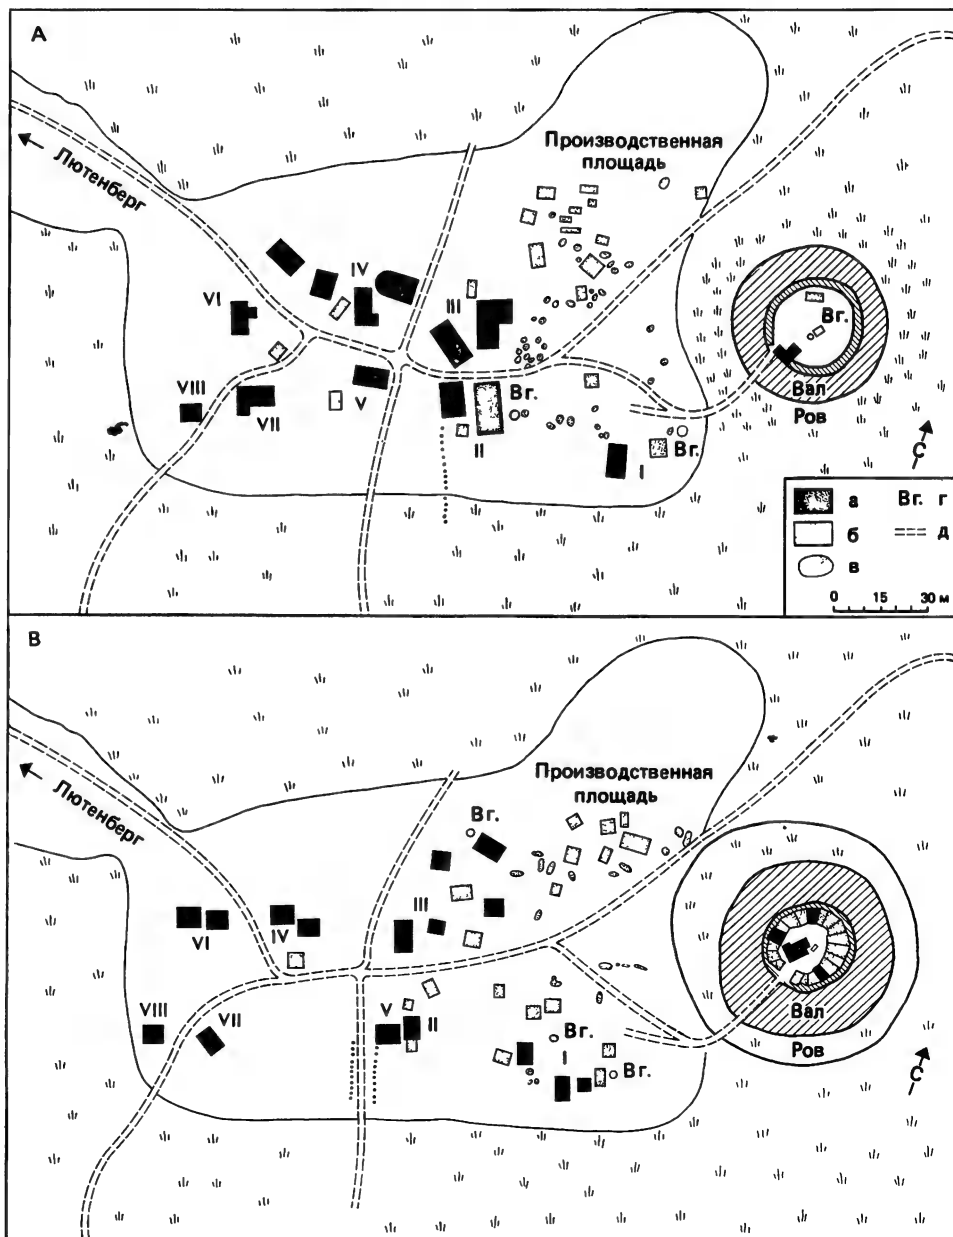 А
Производственная
площадь
Лютенберг
IV
VI
III
Вг.
VIII
Вал
V
Вг.
VII
Ров
II
Вг.
I
С
а
Вг. г
б
д
в
0 15 30 м
В
Производственная
площадь
Лютенберг
Вг.
III
VI
IV
Вал
VIII
VII
V
II
Вг.
I
Ров
Вг.
С